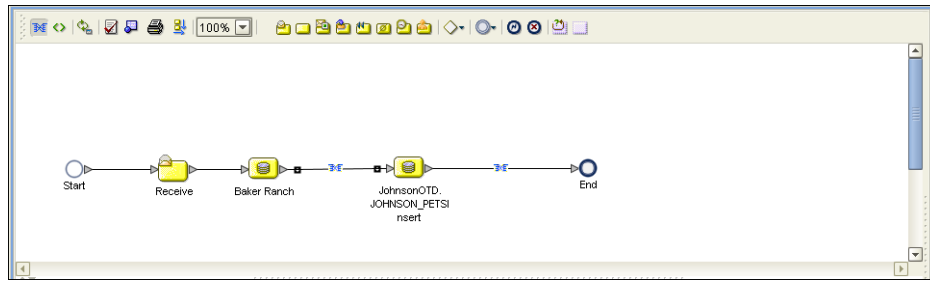 100%
Start
Receive
Baker Ranch
JohnsonOTD.
JOHNSON_PETSI
nsert
End